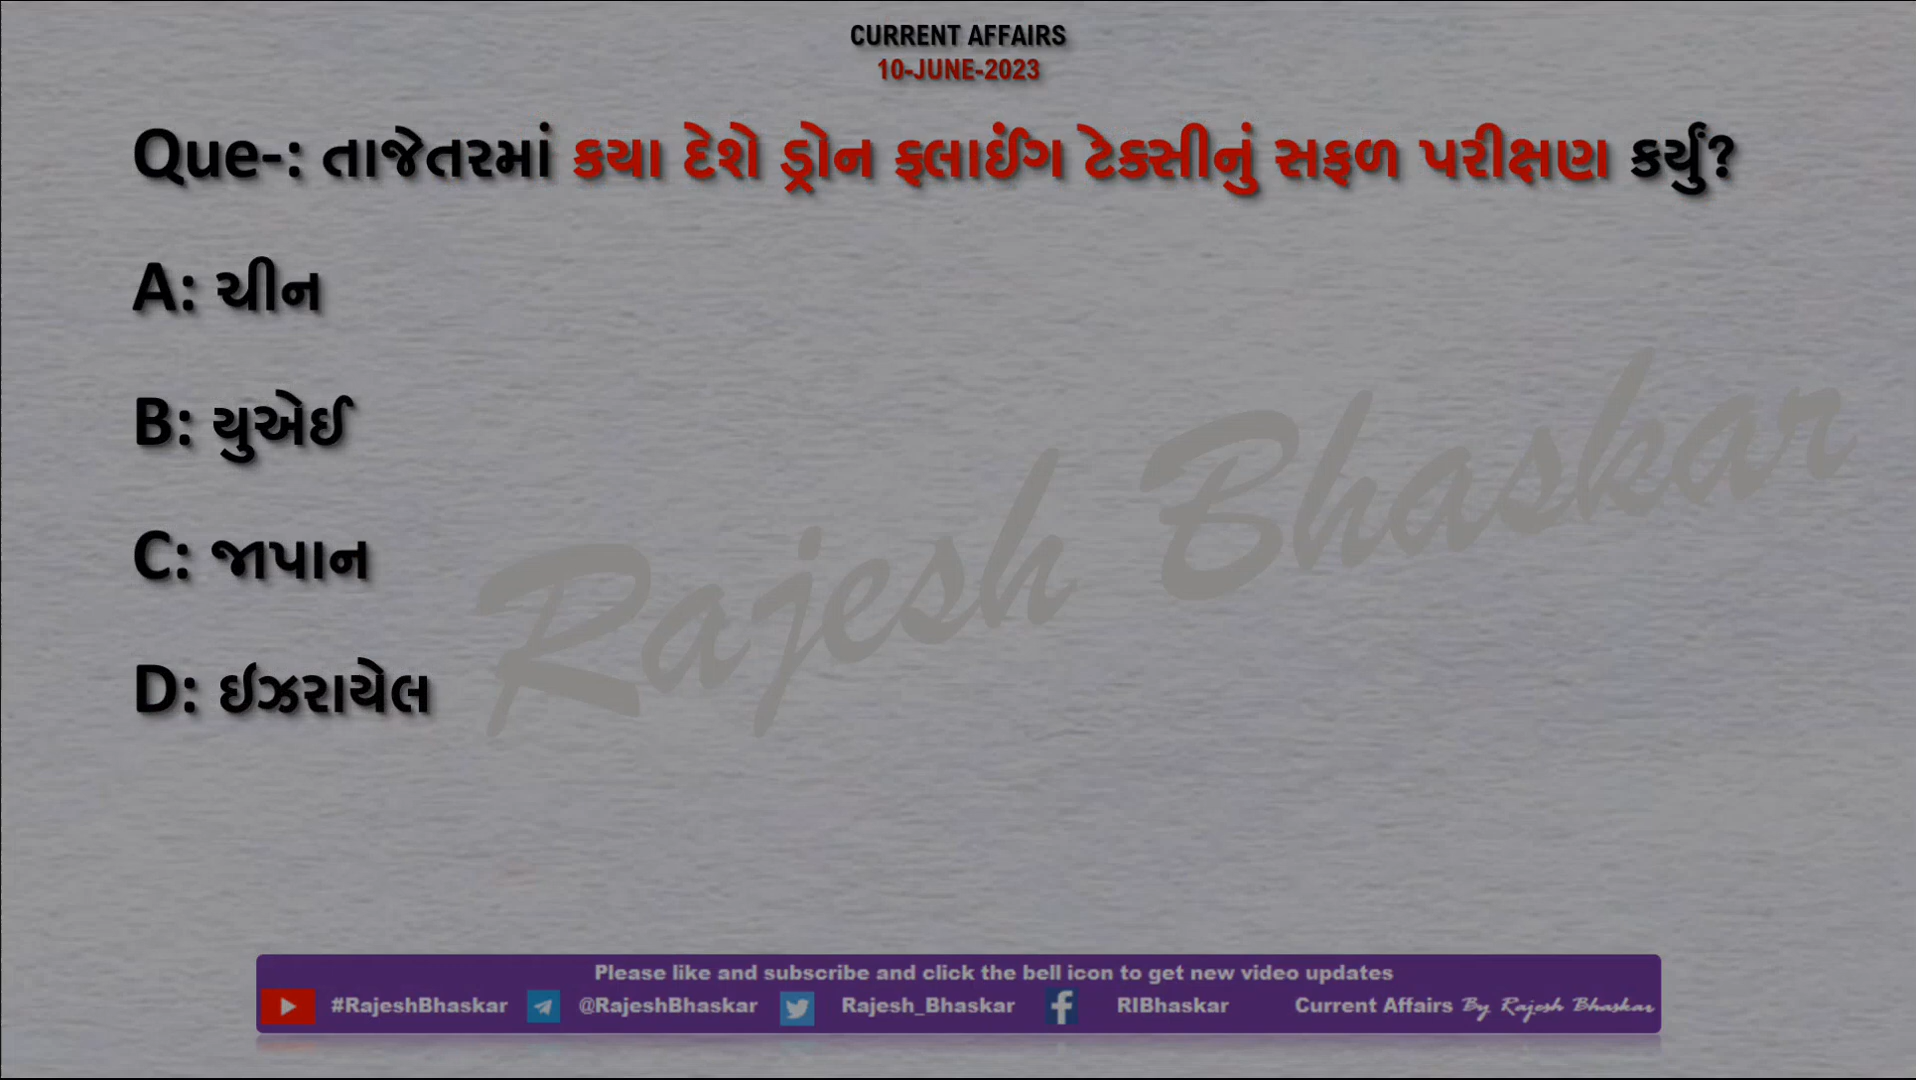 CURRENT AFFAIRS
10-JUNE-2023
Que-: તાજેતરમાં કયા દેશે ડ્રોન ફ્લાઈંગ ટેક્સીનું સફળ પરીક્ષણ કર્યું?
A: ચીન
B: યુએઈ
C: જાપાન
D: ઇઝરાયેલ
Rajesh Bhaskar
Please like and subscribe and click the bell icon to get new video updates
#RajeshBhaskar @RajeshBhaskar Rajesh_Bhaskar RIBhaskar Current Affairs By Rajesh Bhaskar